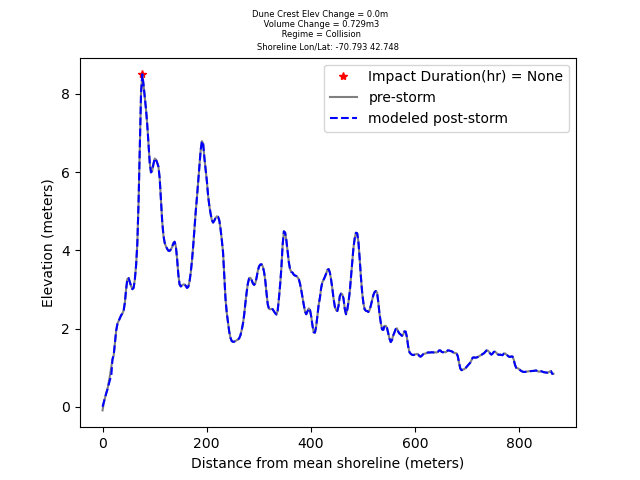 Dune Crest Elev Change = 0.0m
Volume Change = 0.729m3
Regime = Collision
Shoreline Lon/Lat: -70.793 42.748
Impact Duration(hr) = None
pre-storm
modeled post-storm
Elevation (meters)
8
6
4
2
0
0 200 400 600 800
Distance from mean shoreline (meters)